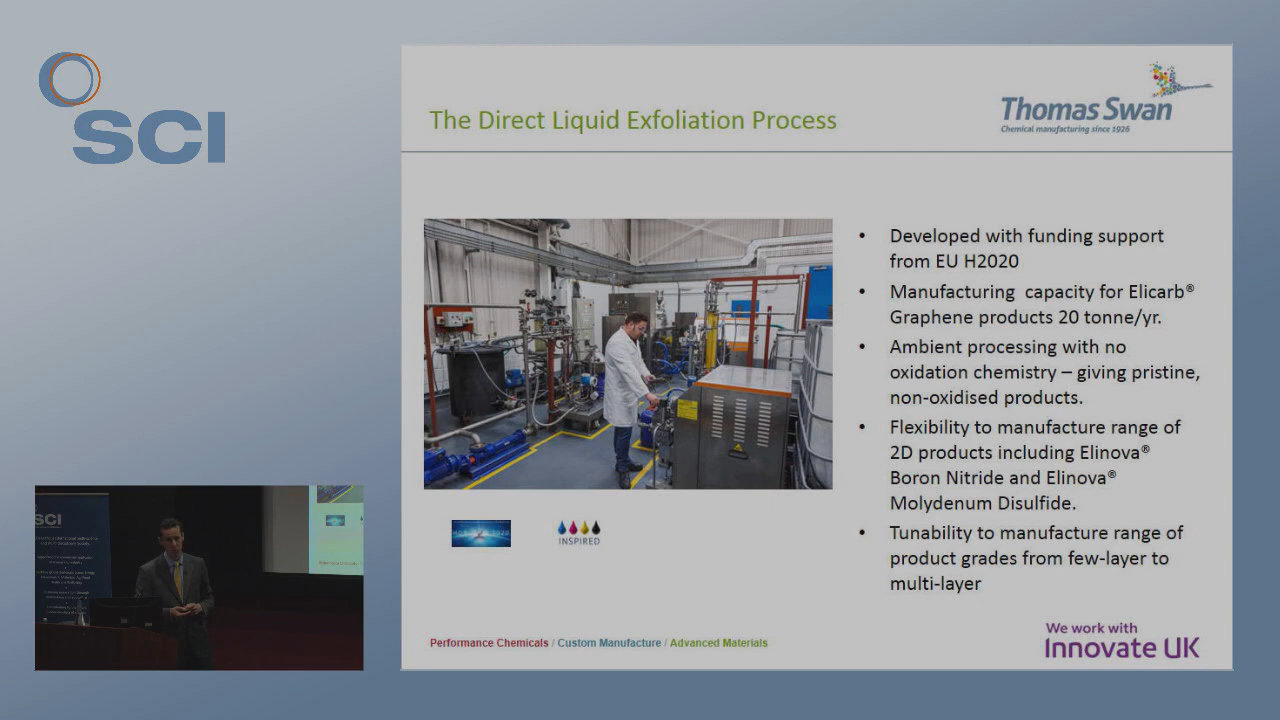 SCI
The Direct Liquid Exfoliation Process
Thomas Swan
Chemical manufacturing since 1926
• Developed with funding support
from EU H2020
• Manufacturing capacity for Elicarb®
Graphene products 20 tonne/yr.
• Ambient processing with no
oxidation chemistry – giving pristine,
non-oxidised products.
• Flexibility to manufacture range of
2D products including Elinova®
Boron Nitride and Elinova®
Molydenum Disulfide.
• Tunability to manufacture range of
product grades from few-layer to
multi-layer
INSPIRED
SCI
Performance Chemicals / Custom Manufacture / Advanced Materials
We work with
Innovate UK